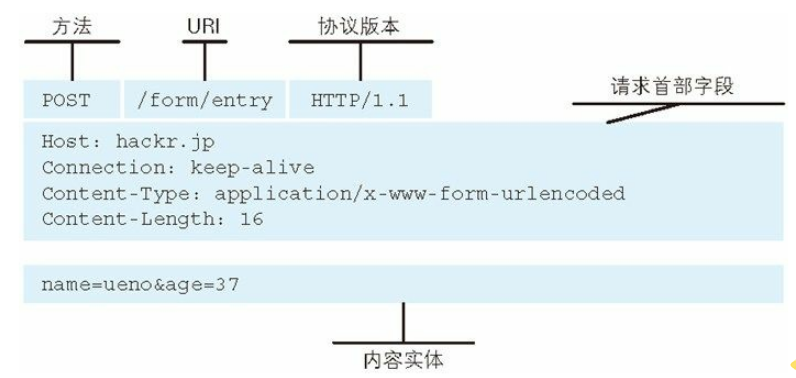 方法 URI 协议版本
请求首部字段
POST /form/entry HTTP/1.1
Host: hackr.jp
Connection: keep-alive
Content-Type: application/x-www-form-urlencoded
Content-Length: 16
name=ueno&age=37
内容实体